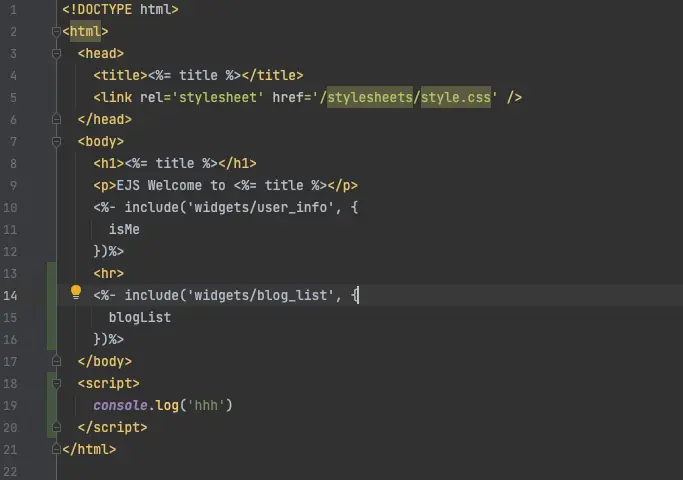 1 <!DOCTYPE html>
2 <html>
3 <head>
4 <title><%= title %></title>
5 <link rel='stylesheet' href='/stylesheets/style.css' />
6 </head>
7 <body>
8 <h1><%= title %></h1>
9 <p>EJS Welcome to <%= title %></p>
10 <%- include('widgets/user_info', {
11 isMe
12 })%>
13 <hr>
14 <%- include('widgets/blog_list', {
15 blogList
16 })%>
17 </body>
18 <script>
19 console.log('hhh')
20 </script>
21 </html>
22